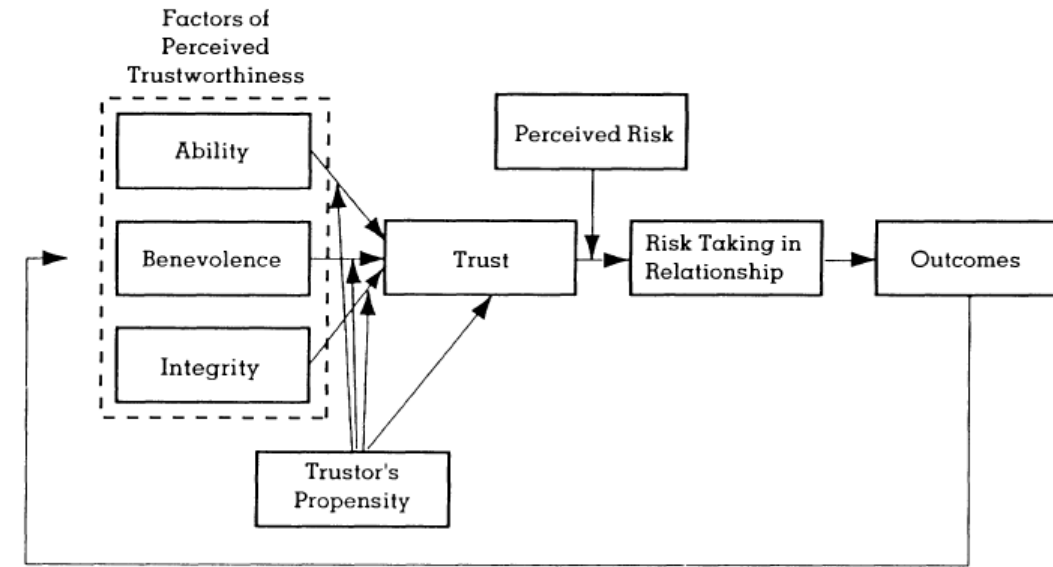 Factors of
Perceived
Trustworthiness
Ability
Perceived Risk
Benevolence
Trust
Risk Taking in
Relationship
Outcomes
Integrity
Trustor's
Propensity